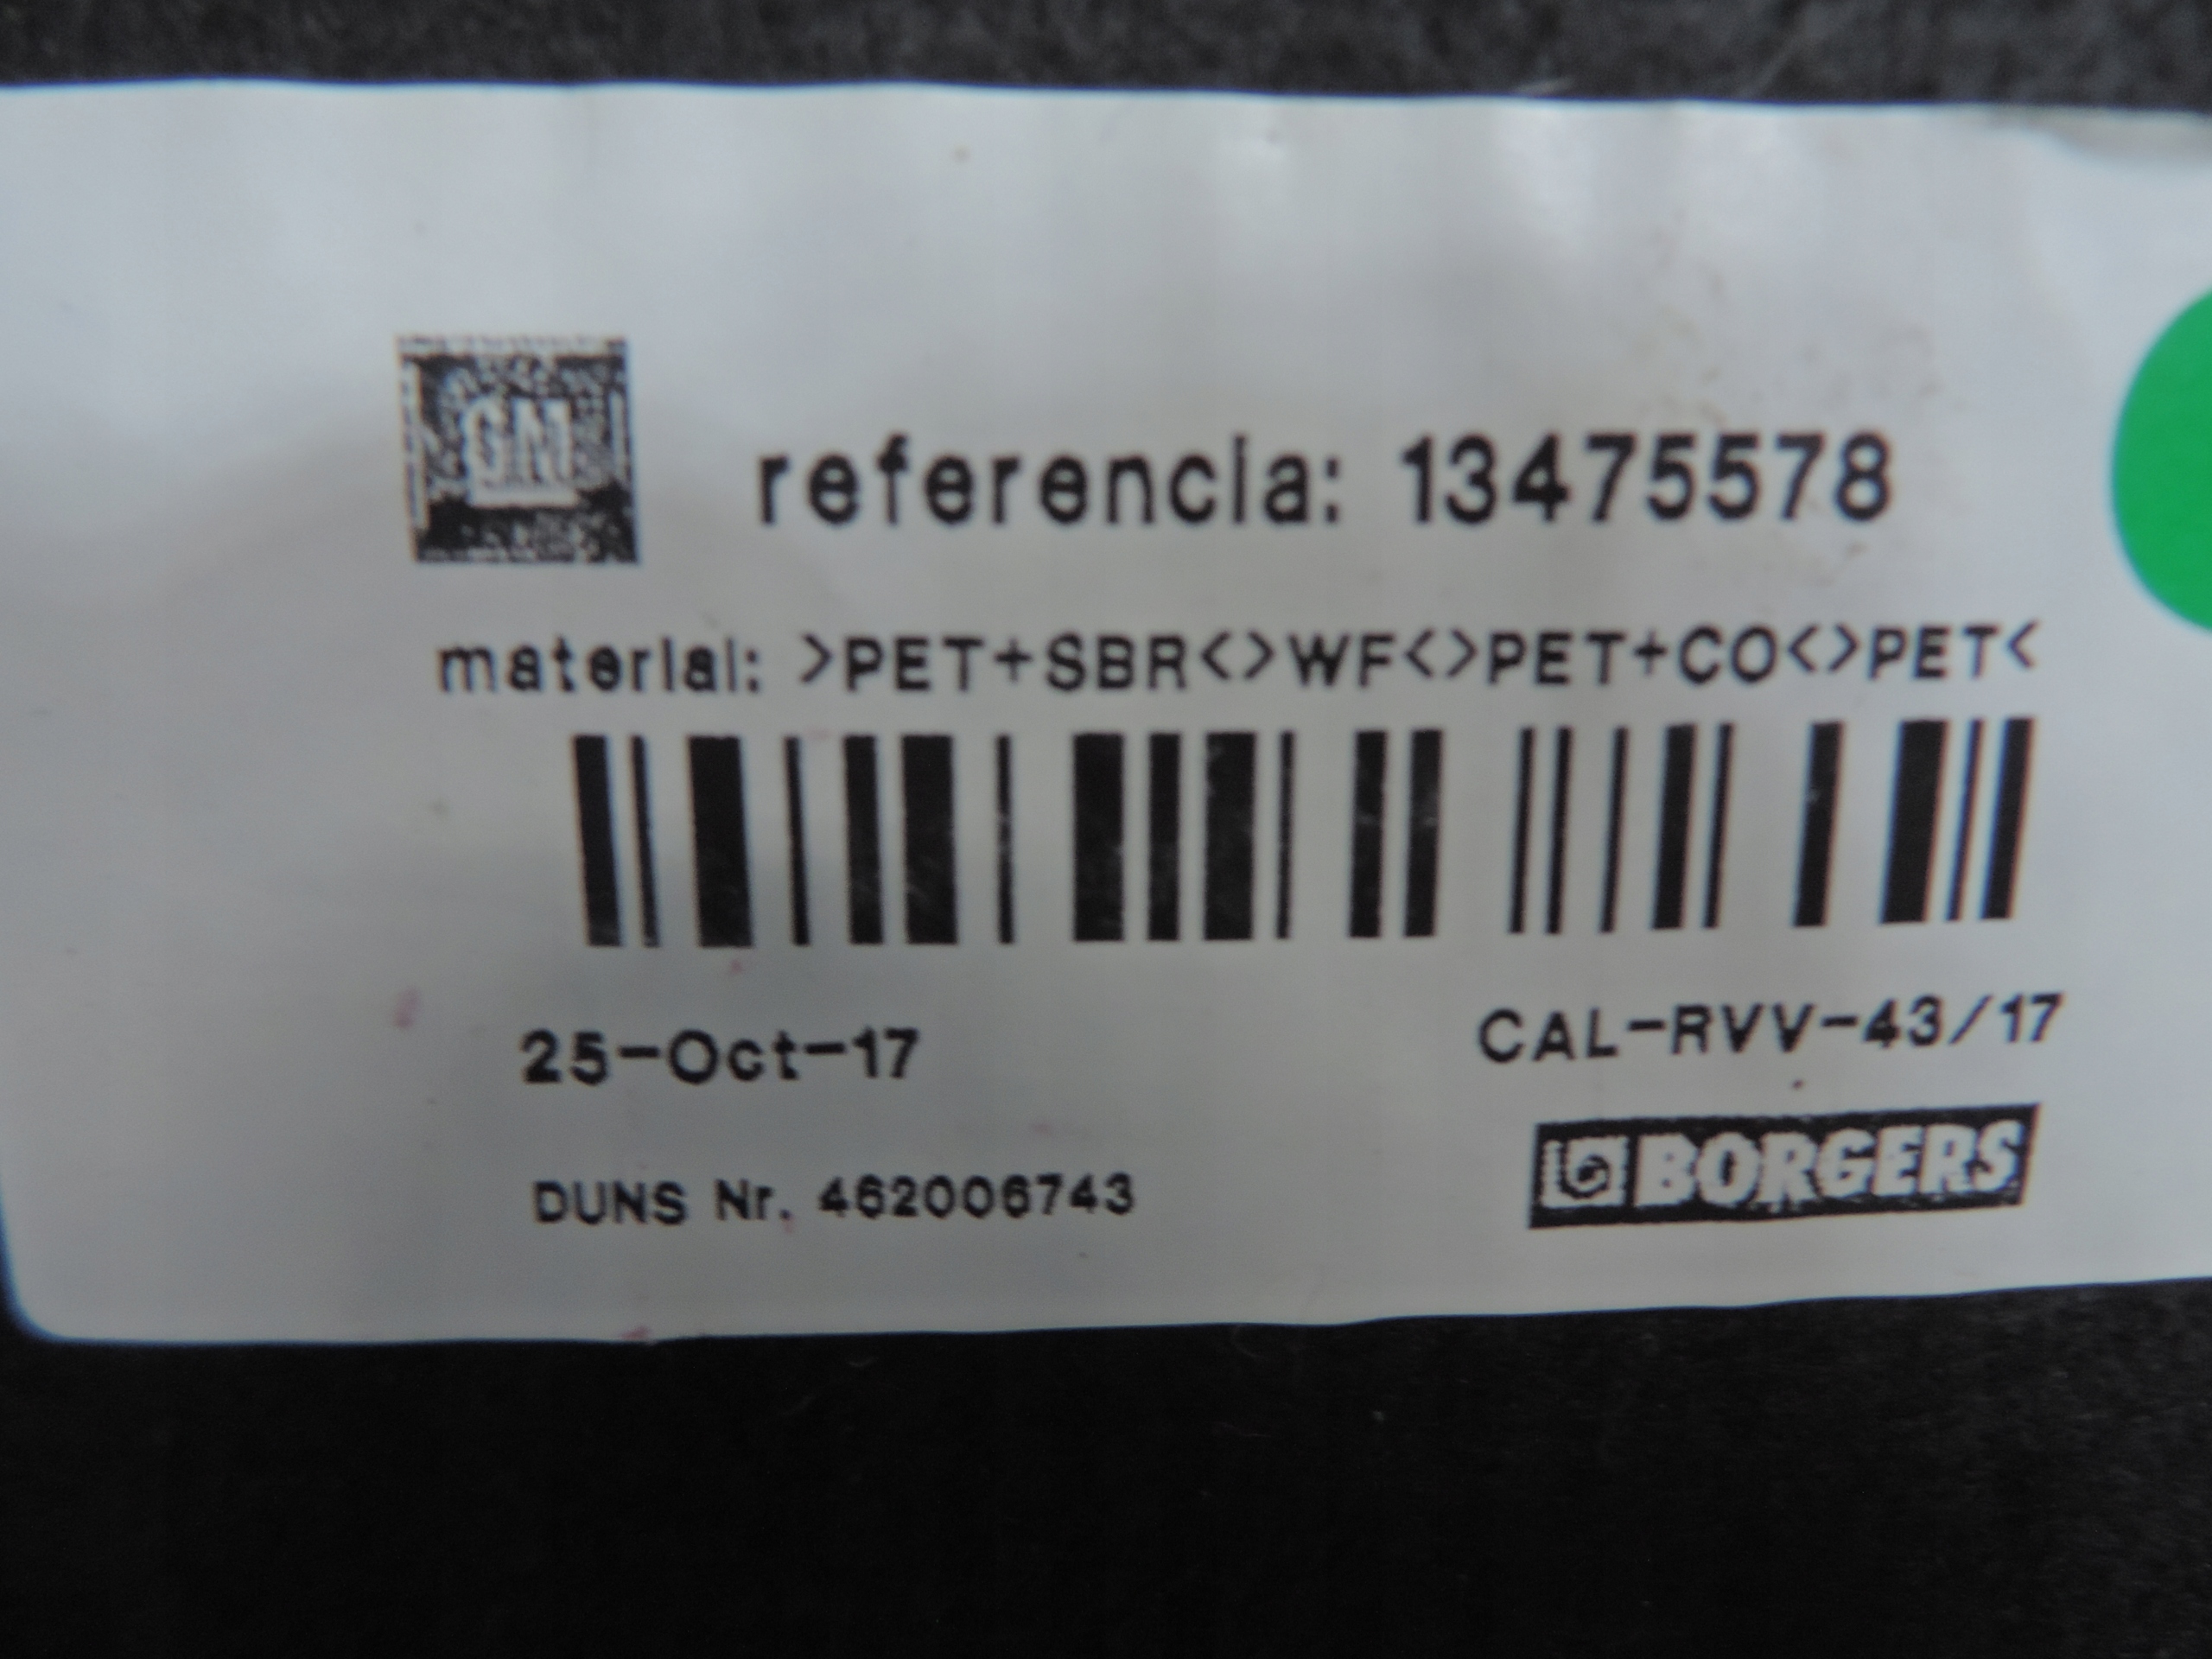 GM
referencia: 13475578
material: >PET+SBR<>WF<>PET+CO<>PET<
25-Oct-17
CAL-RVV-43/17
DUNS Nr. 462006743
BORGERS